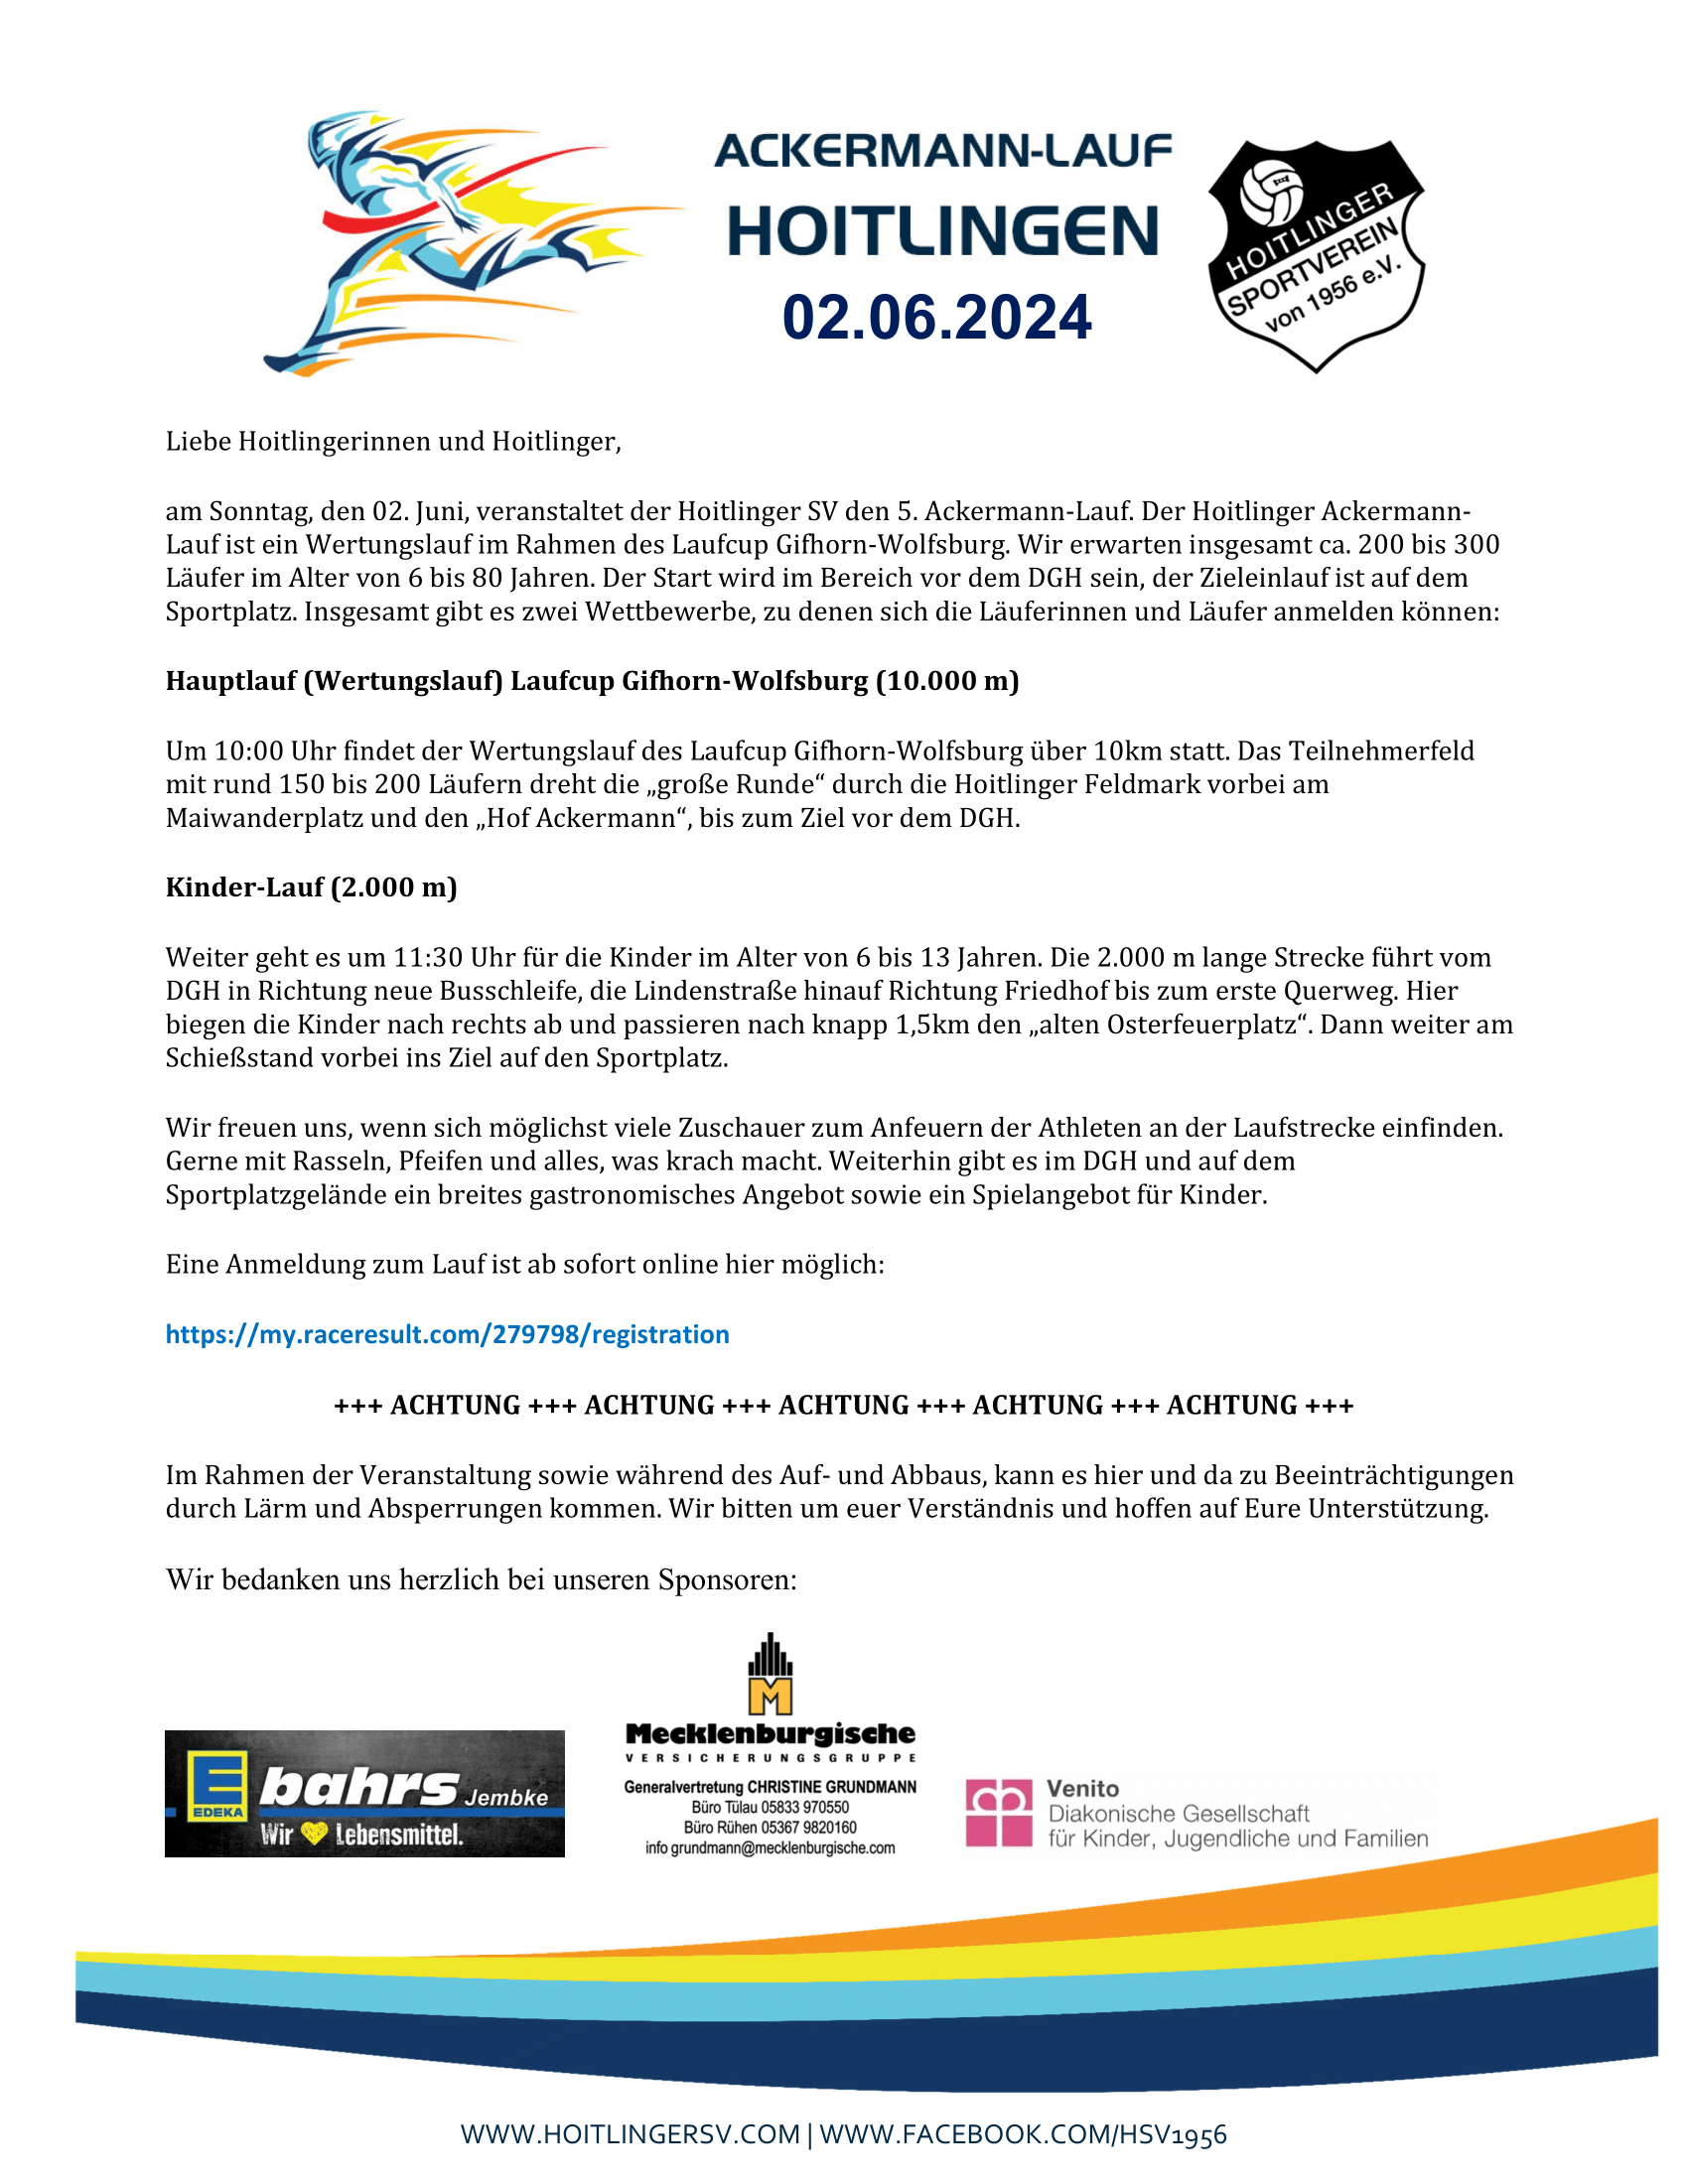 ACKERMANN-LAUF
HOITLINGEN
02.06.2024
HOITLINGER
SPORTVEREIN
von 1956 e.V.
Liebe Hoitlingerinnen und Hoitlinger,
am Sonntag, den 02. Juni, veranstaltet der Hoitlinger SV den 5. Ackermann-Lauf. Der Hoitlinger Ackermann-
Lauf ist ein Wertungslauf im Rahmen des Laufcup Gifhorn-Wolfsburg. Wir erwarten insgesamt ca. 200 bis 300
Läufer im Alter von 6 bis 80 Jahren. Der Start wird im Bereich vor dem DGH sein, der Zieleinlauf ist auf dem
Sportplatz. Insgesamt gibt es zwei Wettbewerbe, zu denen sich die Läuferinnen und Läufer anmelden können:
Hauptlauf (Wertungslauf) Laufcup Gifhorn-Wolfsburg (10.000 m)
Um 10:00 Uhr findet der Wertungslauf des Laufcup Gifhorn-Wolfsburg über 10km statt. Das Teilnehmerfeld
mit rund 150 bis 200 Läufern dreht die „große Runde“ durch die Hoitlinger Feldmark vorbei am
Maiwanderplatz und den „Hof Ackermann“, bis zum Ziel vor dem DGH.
Kinder-Lauf (2.000 m)
Weiter geht es um 11:30 Uhr für die Kinder im Alter von 6 bis 13 Jahren. Die 2.000 m lange Strecke führt vom
DGH in Richtung neue Busschleife, die Lindenstraße hinauf Richtung Friedhof bis zum erste Querweg. Hier
biegen die Kinder nach rechts ab und passieren nach knapp 1,5km den „alten Osterfeuerplatz“. Dann weiter am
Schießstand vorbei ins Ziel auf den Sportplatz.
Wir freuen uns, wenn sich möglichst viele Zuschauer zum Anfeuern der Athleten an der Laufstrecke einfinden.
Gerne mit Rasseln, Pfeifen und alles, was krach macht. Weiterhin gibt es im DGH und auf dem
Sportplatzgelände ein breites gastronomisches Angebot sowie ein Spielangebot für Kinder.
Eine Anmeldung zum Lauf ist ab sofort online hier möglich:
https://my.raceresult.com/279798/registration
+++ ACHTUNG +++ ACHTUNG +++ ACHTUNG +++ ACHTUNG +++ ACHTUNG +++
Im Rahmen der Veranstaltung sowie während des Auf- und Abbaus, kann es hier und da zu Beeinträchtigungen
durch Lärm und Absperrungen kommen. Wir bitten um euer Verständnis und hoffen auf Eure Unterstützung.
Wir bedanken uns herzlich bei unseren Sponsoren:
E
EDEKA
bahrs Jembke
Wir Lebensmittel.
M
Mecklenburgische
VERSICHERUNGSGRUPPE
Generalvertretung CHRISTINE GRUNDMANN
Büro Tülau 05833 970550
Büro Rühen 05367 9820160
info grundmann@mecklenburgische.com
Venito
Diakonische Gesellschaft
für Kinder, Jugendliche und Familien
WWW.HOITLINGERSV.COM | WWW.FACEBOOK.COM/HSV1956